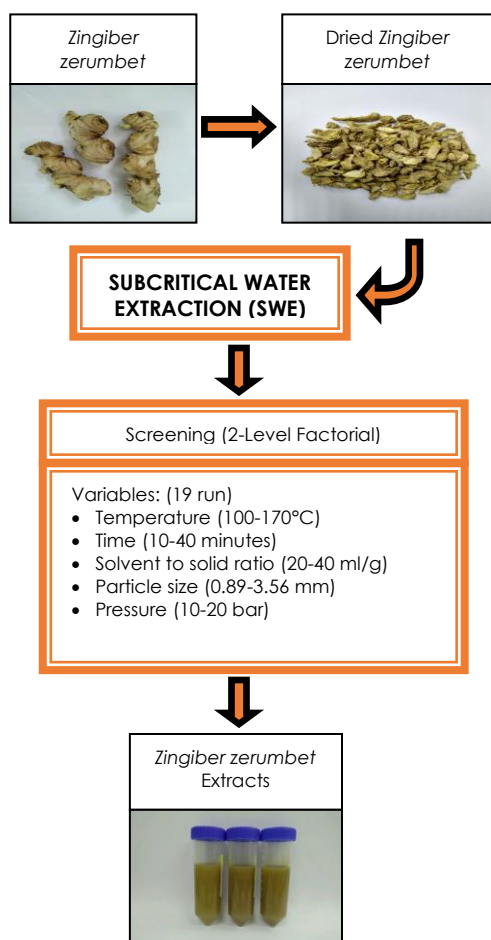 Zingiber
zerumbet
Dried Zingiber
zerumbet
SUBCRITICAL WATER
EXTRACTION (SWE)
Screening (2-Level Factorial)
Variables: (19 run)
• Temperature (100-170°C)
• Time (10-40 minutes)
• Solvent to solid ratio (20-40 ml/g)
• Particle size (0.89-3.56 mm)
• Pressure (10-20 bar)
Zingiber zerumbet
Extracts